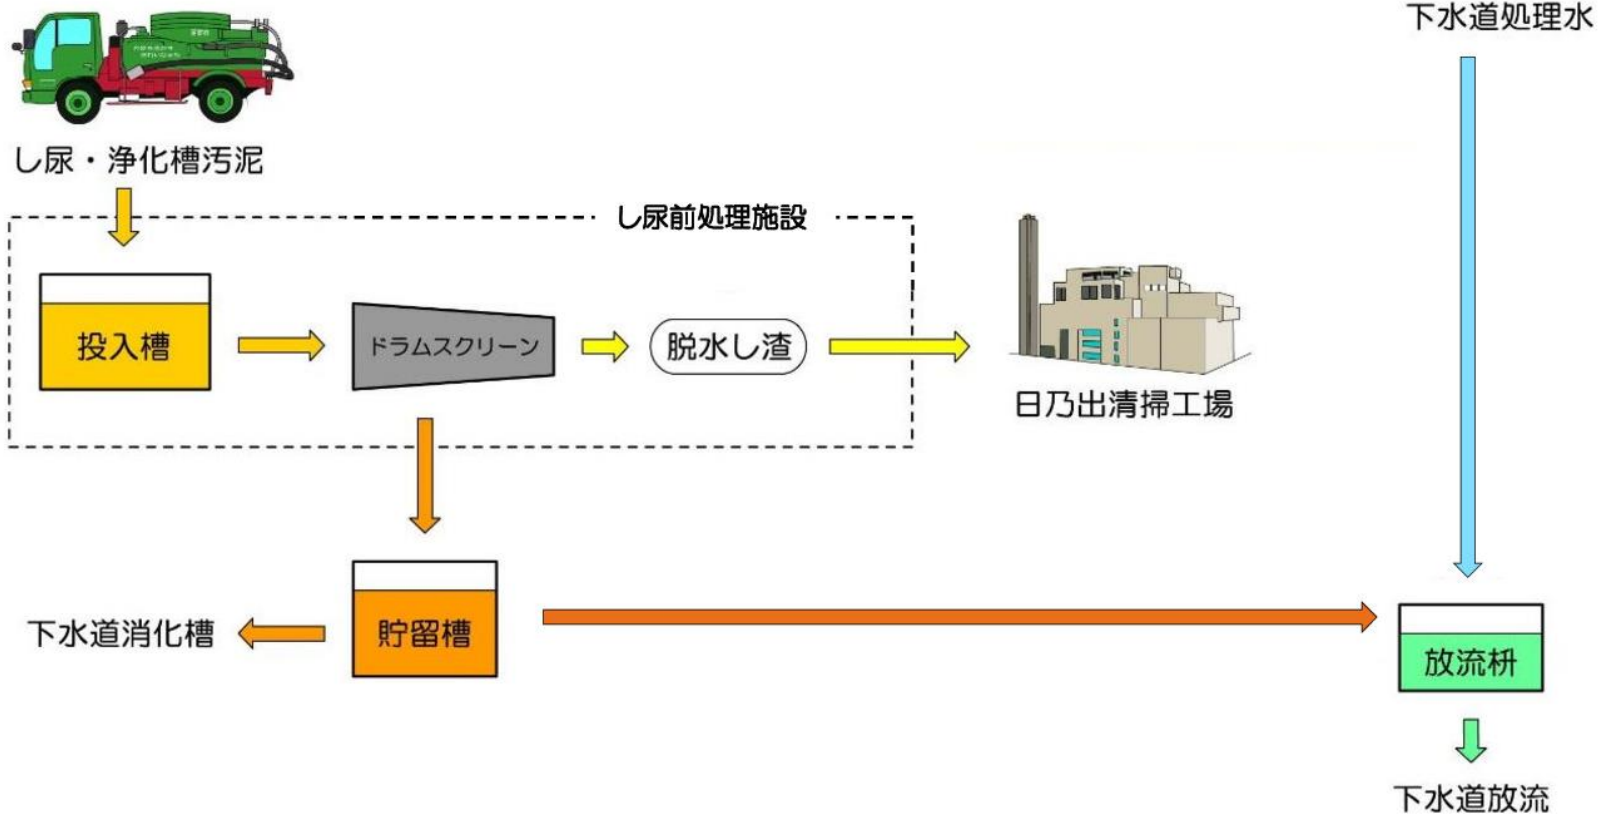 下水道処理水
し尿・浄化槽汚泥
し尿前処理施設
投入槽
ドラムスクリーン
脱水し渣
日乃出清掃工場
下水道消化槽
貯留槽
放流枡
下水道放流